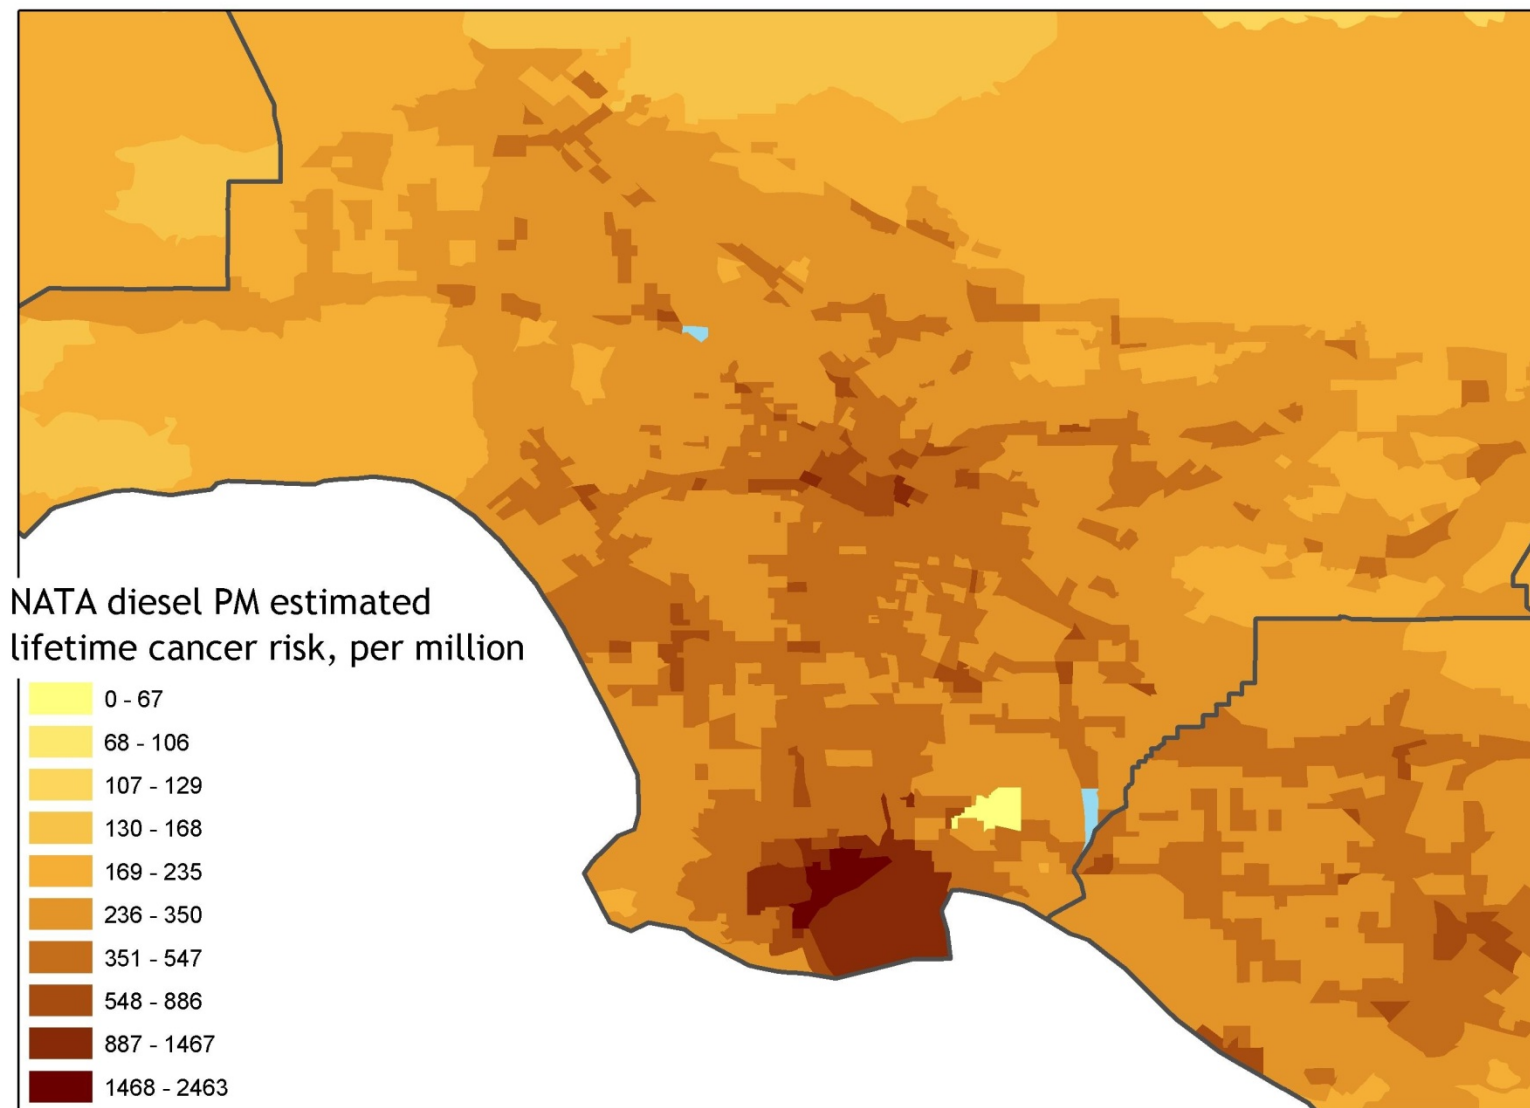 NATA diesel PM estimated
lifetime cancer risk, per million
0 - 67
68 - 106
107 - 129
130 - 168
169 - 235
236 - 350
351 - 547
548 - 886
887 - 1467
1468 - 2463